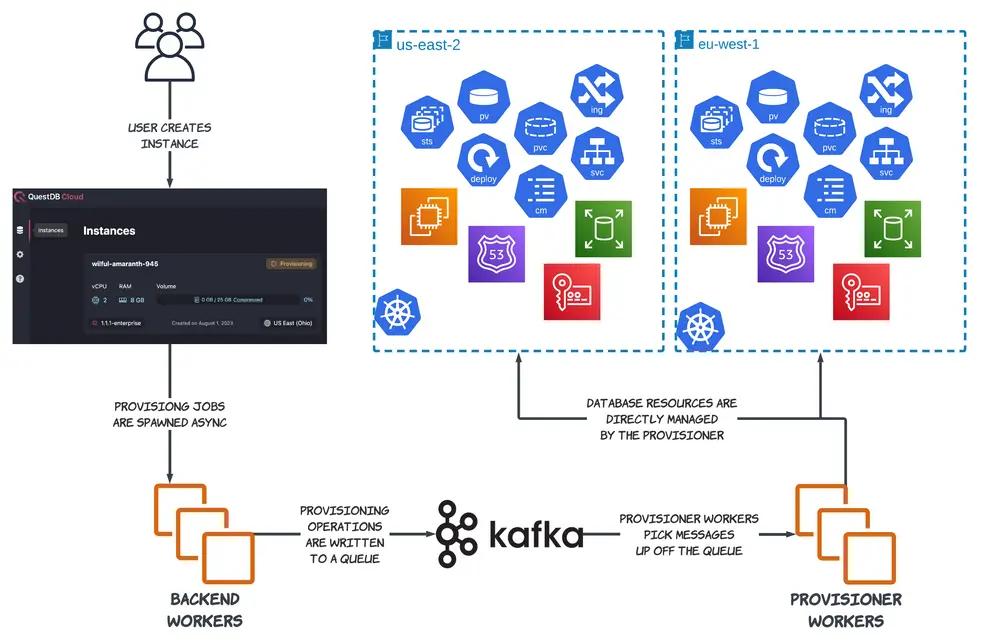 USER CREATES
INSTANCE
QuestDB Cloud
Instances
Instances
wilful-amaranth-945
Provisioning
vCPU
RAM
Volume
2
8 GB
0 GB / 25 GB Compressed
0%
1.1.1-enterprise
Created on August 1, 2023
US East (Ohio)
PROVISIONG JOBS
ARE SPAWNED ASYNC
BACKEND
WORKERS
PROVISIONING
OPERATIONS
ARE WRITTEN
TO A QUEUE
kafka
PROVISIONER WORKERS
PICK MESSAGES
UP OFF THE QUEUE
PROVISIONER
WORKERS
DATABASE RESOURCES ARE
DIRECTLY MANAGED
BY THE PROVISIONER
us-east-2
sts
pv
pvc
ing
deploy
svc
cm
53
eu-west-1
sts
pv
pvc
ing
deploy
svc
cm
53